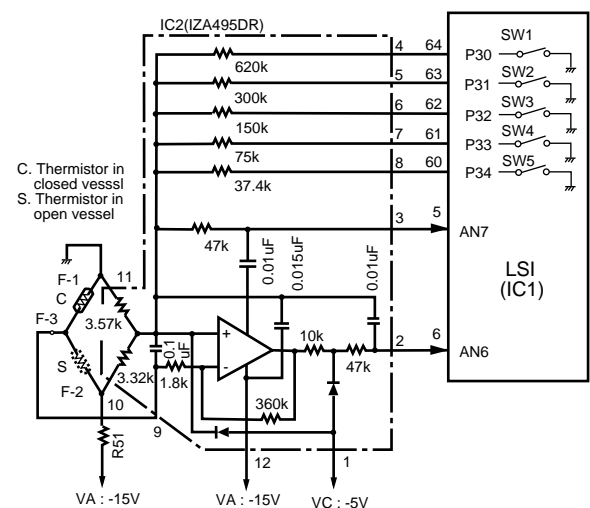 IC2(IZA495DR)
SW1
4 64 P30
620k
SW2
5 63 P31
300k
SW3
6 62 P32
150k
SW4
7 61 P33
75k
SW5
8 60 P34
37.4k
C. Thermistor in
closed vesssl
S. Thermistor in
open vessel
3 5 AN7
47k
0.01uF
0.015uF
0.01uF
LSI
(IC1)
F-1
C
11
F-3
3.57k
+
-
0.1
uF
10k
2 6 AN6
47k
S
F-2
3.32k
1.8k
360k
10
9
R51
12
1
VA : -15V
VA : -15V
VC : -5V